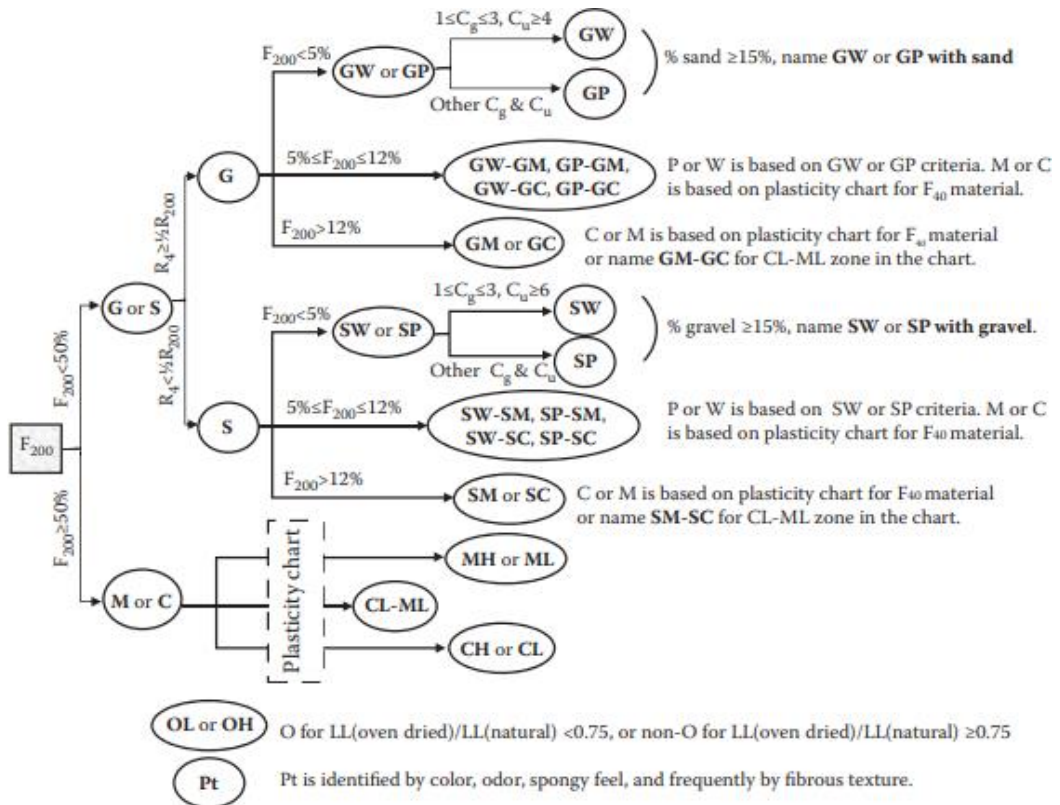 F₂₀₀
F₂₀₀<50%
F₂₀₀≥50%
G or S
R₄≥½R₂₀₀
R₄<½R₂₀₀
G
F₂₀₀<5%
GW or GP
1≤C_g≤3, C_u≥4
GW
Other C_g & C_u
GP
% sand ≥15%, name GW or GP with sand
5%≤F₂₀₀≤12%
GW-GM, GP-GM,
GW-GC, GP-GC
P or W is based on GW or GP criteria. M or C
is based on plasticity chart for F₄₀ material.
F₂₀₀>12%
GM or GC
C or M is based on plasticity chart for F₄₀ material
or name GM-GC for CL-ML zone in the chart.
S
F₂₀₀<5%
SW or SP
1≤C_g≤3, C_u≥6
SW
Other C_g & C_u
SP
% gravel ≥15%, name SW or SP with gravel.
5%≤F₂₀₀≤12%
SW-SM, SP-SM,
SW-SC, SP-SC
P or W is based on SW or SP criteria. M or C
is based on plasticity chart for F40 material.
F₂₀₀>12%
SM or SC
C or M is based on plasticity chart for F40 material
or name SM-SC for CL-ML zone in the chart.
M or C
Plasticity chart
MH or ML
CL-ML
CH or CL
OL or OH
O for LL(oven dried)/LL(natural) <0.75, or non-O for LL(oven dried)/LL(natural) ≥0.75
Pt
Pt is identified by color, odor, spongy feel, and frequently by fibrous texture.